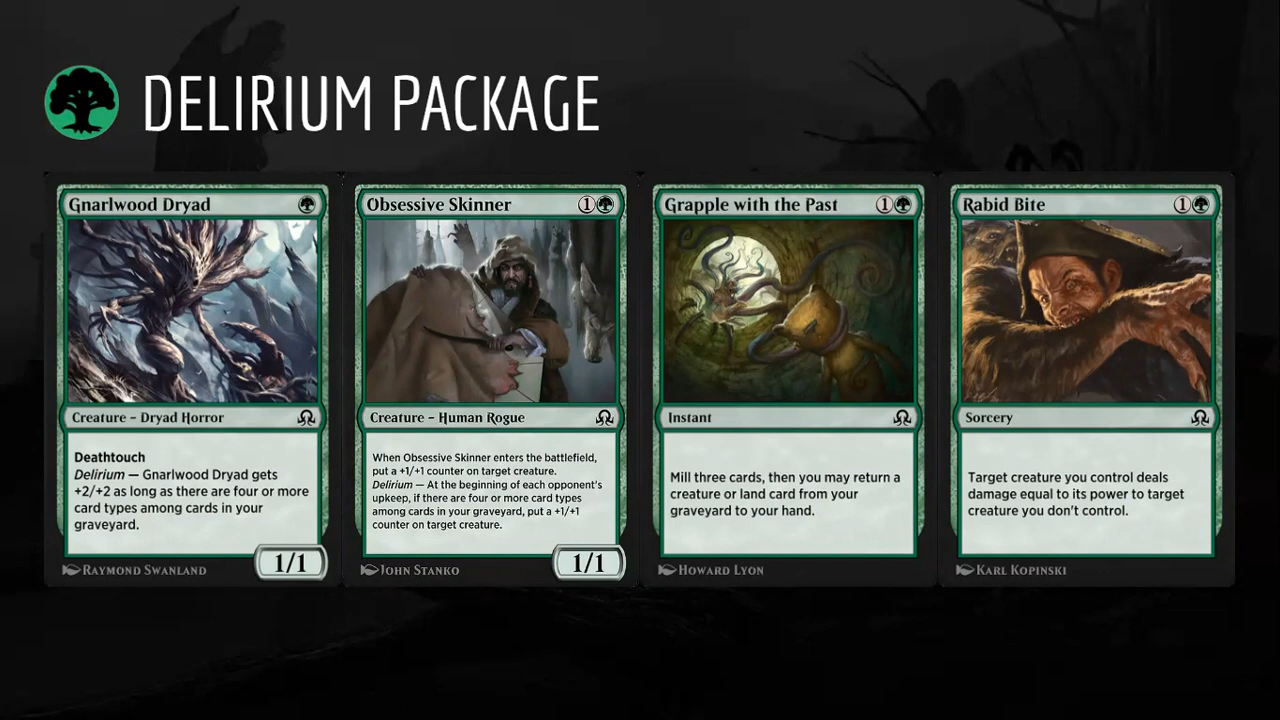 DELIRIUM PACKAGE
Gnarlwood Dryad
Creature – Dryad Horror
Deathtouch
Delirium — Gnarlwood Dryad gets
+2/+2 as long as there are four or more
card types among cards in your
graveyard.
1/1
RAYMOND SWANLAND
Obsessive Skinner
1
Creature – Human Rogue
When Obsessive Skinner enters the battlefield,
put a +1/+1 counter on target creature.
Delirium — At the beginning of each opponent's
upkeep, if there are four or more card types
among cards in your graveyard, put a +1/+1
counter on target creature.
1/1
JOHN STANKO
Grapple with the Past
1
Instant
Mill three cards, then you may return a
creature or land card from your
graveyard to your hand.
HOWARD LYON
Rabid Bite
1
Sorcery
Target creature you control deals
damage equal to its power to target
creature you don't control.
KARL KOPINSKI